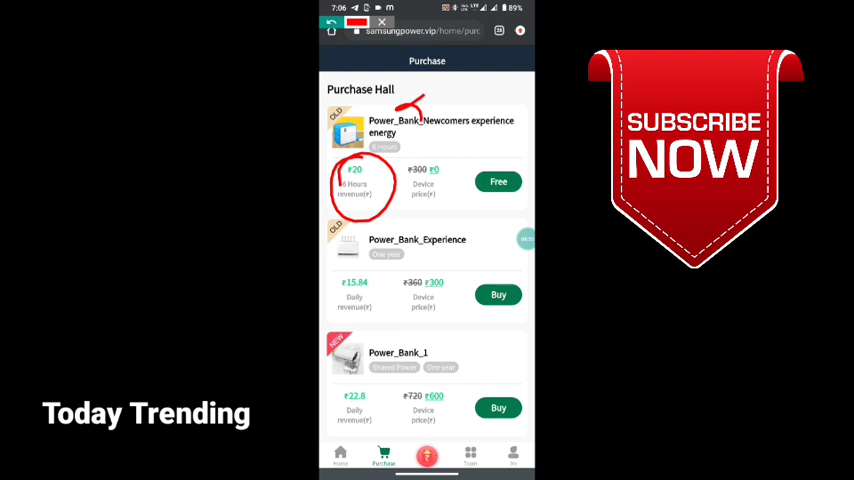 7:06
89%
samsungpower.vip/home/purc
28
Purchase
Purchase Hall
OLD
Power_Bank_Newcomers experience
energy
6 Hours
₹20
₹300 ₹0
6 Hours
revenue(₹)
Device
price(₹)
Free
OLD
Power_Bank_Experience
One year
₹15.84
₹360 ₹300
Daily
revenue(₹)
Device
price(₹)
Buy
NEW
Power_Bank_1
Shared Power
One year
₹22.8
₹720 ₹600
Daily
revenue(₹)
Device
price(₹)
Buy
Home
Purchase
Team
Me
SUBSCRIBE
NOW
Today Trending